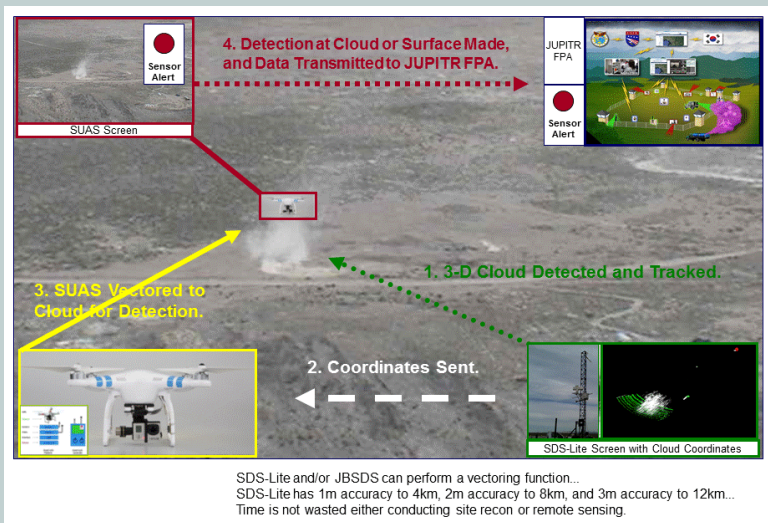 4. Detection at Cloud or Surface Made,
and Data Transmitted to JUPITR FPA.
Sensor
Alert
SUAS Screen
JUPITR
FPA
Sensor
Alert
1. 3-D Cloud Detected and Tracked.
3. SUAS Vectored to
Cloud for Detection.
2. Coordinates Sent.
SDS-Lite Screen with Cloud Coordinates
SDS-Lite and/or JBSDS can perform a vectoring function...
SDS-Lite has 1m accuracy to 4km, 2m accuracy to 8km, and 3m accuracy to 12km...
Time is not wasted either conducting site recon or remote sensing.